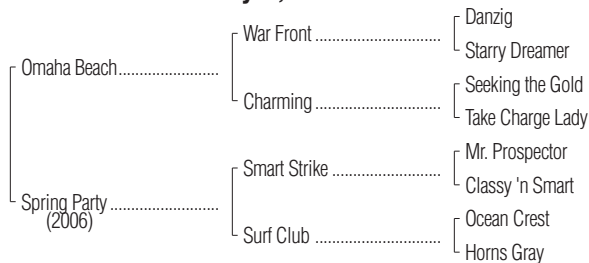 Danzig
War Front ..............................
Starry Dreamer
Omaha Beach........................
Seeking the Gold
Charming ..............................
Take Charge Lady
Mr. Prospector
Smart Strike ..........................
Classy 'n Smart
Spring Party ..........................
(2006)
Ocean Crest
Surf Club ..............................
Horns Gray